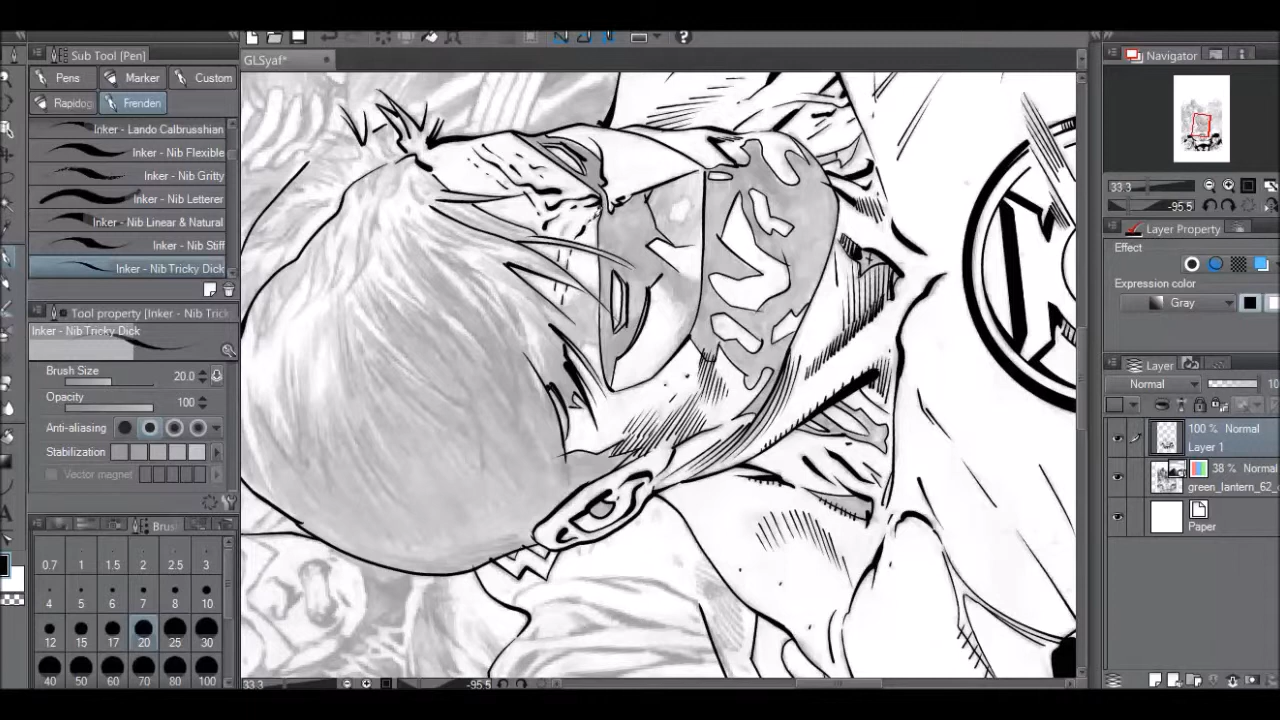 Sub Tool [Pen]
Pens
Marker
Custom
Rapidog
Frenden
Inker - Lando Calbrusshian
Inker - Nib Flexible
Inker - Nib Gritty
Inker - Nib Letterer
Inker - Nib Linear & Natural
Inker - Nib Stiff
Inker - Nib Tricky Dick
Tool property [Inker - Nib Trick
Inker - Nib Tricky Dick
Brush Size
20.0
Opacity
100
Anti-aliasing
Stabilization
Vector magnet
Brush
0.7 1 1.5 2 2.5 3
4 5 6 7 8 10
12 15 17 20 25 30
40 50 60 70 80 100
GLSyaf*
33.3
-95.5
Navigator
33.3
-95.5
Layer Property
Effect
Expression color
Gray
Layer
Normal
10
100 % Normal
Layer 1
38 % Normal
green_lantern_62_
Paper